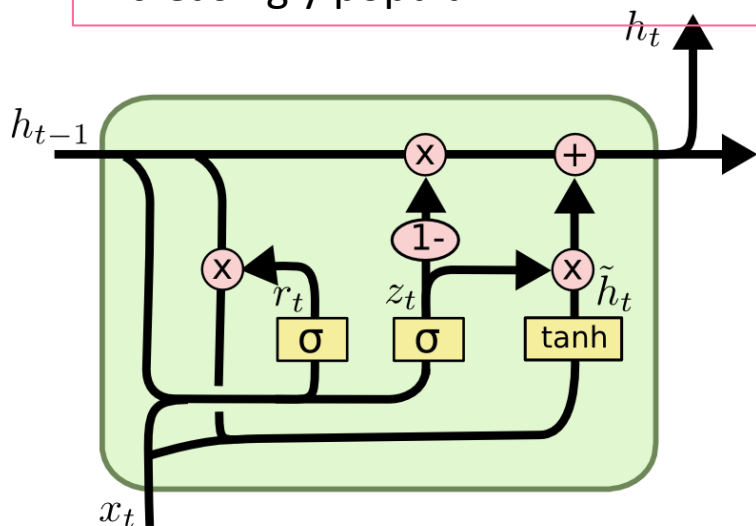 h_t
h_{t-1}
x
+
1-
x
r_t
z_t
x
h̃_t
σ
σ
tanh
x_t